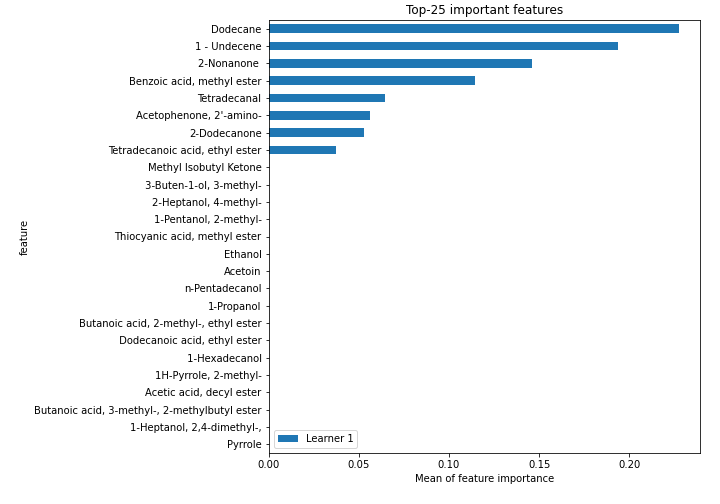 Top-25 important features
Dodecane
1 - Undecene
2-Nonanone
Benzoic acid, methyl ester
Tetradecanal
Acetophenone, 2'-amino-
2-Dodecanone
Tetradecanoic acid, ethyl ester
Methyl Isobutyl Ketone
3-Buten-1-ol, 3-methyl-
2-Heptanol, 4-methyl-
1-Pentanol, 2-methyl-
Thiocyanic acid, methyl ester
Ethanol
Acetoin
n-Pentadecanol
1-Propanol
Butanoic acid, 2-methyl-, ethyl ester
Dodecanoic acid, ethyl ester
1-Hexadecanol
1H-Pyrrole, 2-methyl-
Acetic acid, decyl ester
Butanoic acid, 3-methyl-, 2-methylbutyl ester
1-Heptanol, 2,4-dimethyl-,
Pyrrole
feature
Learner 1
0.00 0.05 0.10 0.15 0.20
Mean of feature importance